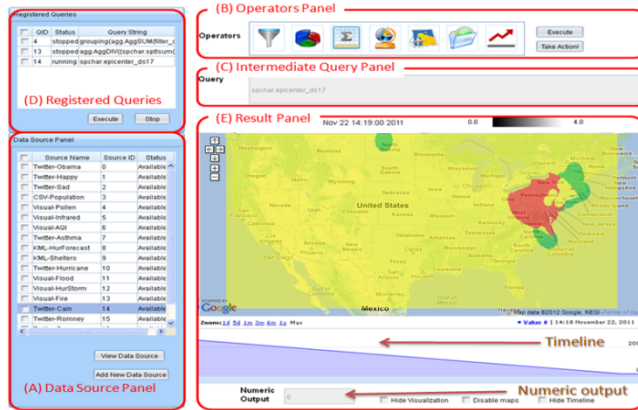 Registered Queries
QID Status Query String
4 stopped grouping(agg.AggSUM(filter_c
13 stopped agg.AggDIV((spchar.spttsum(
14 running spchar.epicenter_ds17
(D) Registered Queries
Execute Stop
Data Source Panel
Source Name Source ID Status
Twitter-Obama 0 Available
Twitter-Happy 1 Available
Twitter-Sad 2 Available
CSV-Population 3 Available
Visual-Pollen 4 Available
Visual-Infrared 5 Available
Visual-AQI 6 Available
Twitter-Asthma 7 Available
KML-HurForecast 8 Available
KML-Shelters 9 Available
Twitter-Hurricane 10 Available
Visual-Flood 11 Available
Visual-HurStorm 12 Available
Visual-Fire 13 Available
Twitter-Cain 14 Available
Twitter-Romney 15 Available
View Data Source
Add New Data Source
(A) Data Source Panel
(B) Operators Panel
Operators
Execute
Take Action!
(C) Intermediate Query Panel
Query
spchar.epicenter_ds17
(E) Result Panel
Nov 22 14:19:00 2011 0.0 4.0
United States
Mexico
Map data ©2012 Google, INEGI - Terms of Use
Zoom: 1d 5d 1m 3m 6m 1y Max
Value 6 | 14:18 November 22, 2011
Timeline
Numeric
Output
0
Numeric output
Hide Visualization Disable maps Hide Timeline